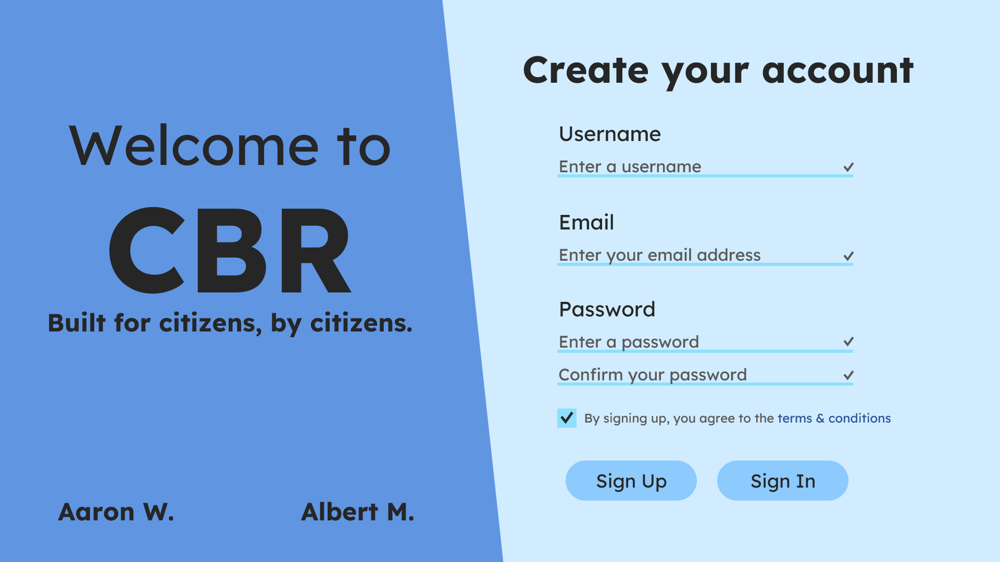 Welcome to
CBR
Built for citizens, by citizens.
Aaron W.
Albert M.
Create your account
Username
Enter a username
Email
Enter your email address
Password
Enter a password
Confirm your password
By signing up, you agree to the terms & conditions
Sign Up
Sign In